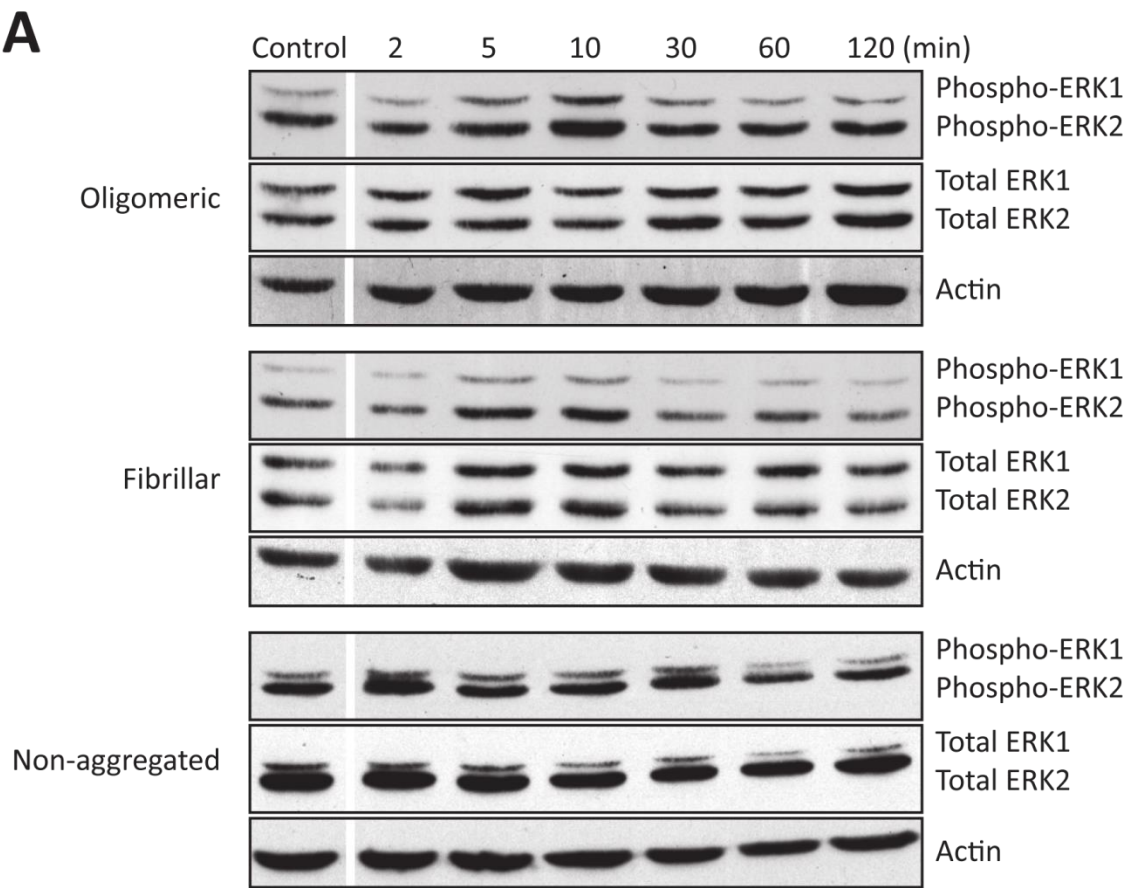 A
Control 2 5 10 30 60 120 (min)
Phospho-ERK1
Phospho-ERK2
Oligomeric
Total ERK1
Total ERK2
Actin
Phospho-ERK1
Phospho-ERK2
Fibrillar
Total ERK1
Total ERK2
Actin
Phospho-ERK1
Phospho-ERK2
Non-aggregated
Total ERK1
Total ERK2
Actin